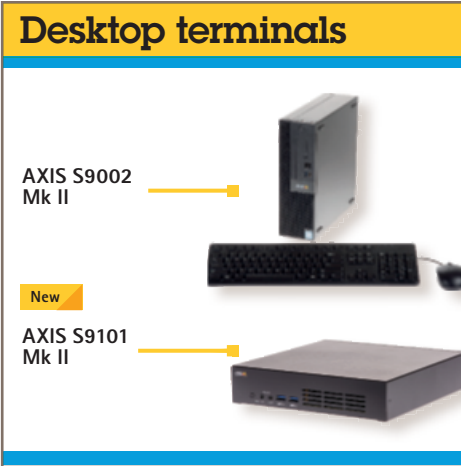 Desktop terminals
AXIS S9002
Mk II
New
AXIS S9101
Mk II